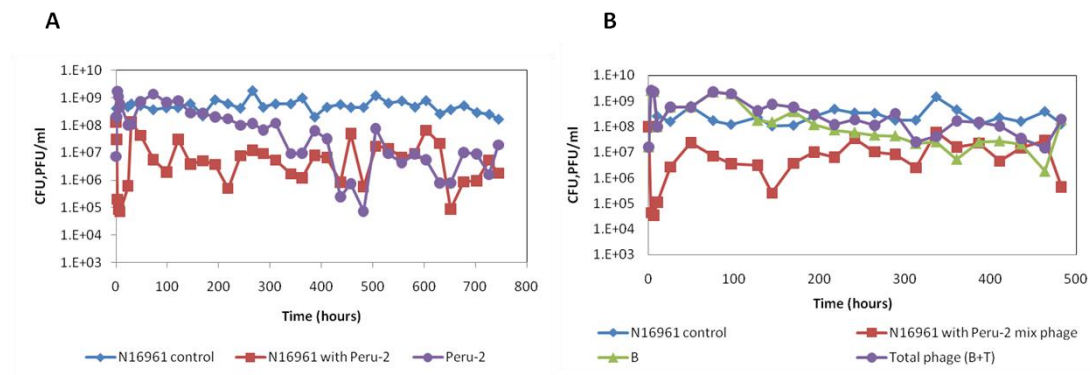 A
B
1.E+10
1.E+09
1.E+08
1.E+07
1.E+06
1.E+05
1.E+04
1.E+03
CFU,PFU/ml
0 100 200 300 400 500 600 700 800
Time (hours)
N16961 control N16961 with Peru-2 Peru-2
1.E+10
1.E+09
1.E+08
1.E+07
1.E+06
1.E+05
1.E+04
1.E+03
CFU,PFU/ml
0 100 200 300 400 500
Time (hours)
N16961 control N16961 with Peru-2 mix phage
B Total phage (B+T)